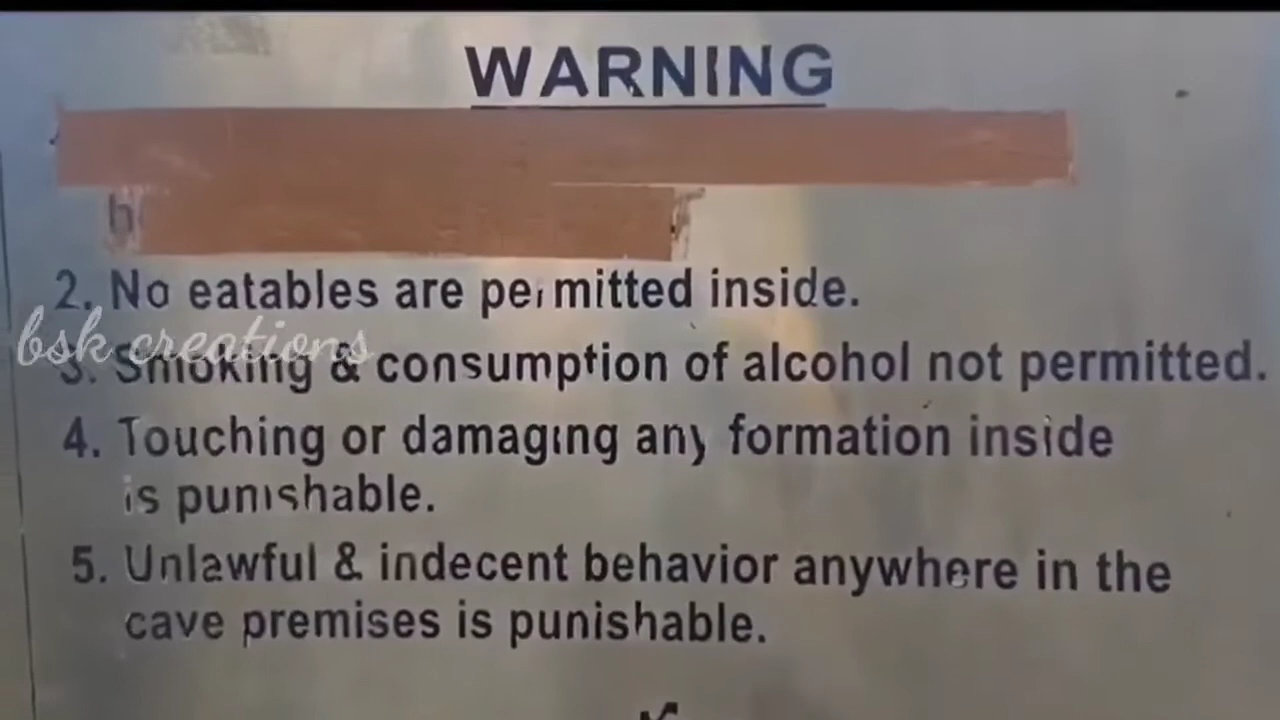 WARNING
2. No eatables are permitted inside.
bsk creations
3. Smoking & consumption of alcohol not permitted.
4. Touching or damaging any formation inside
is punishable.
5. Unlawful & indecent behavior anywhere in the
cave premises is punishable.